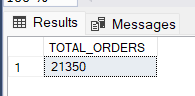 Results Messages
TOTAL_ORDERS
1 21350